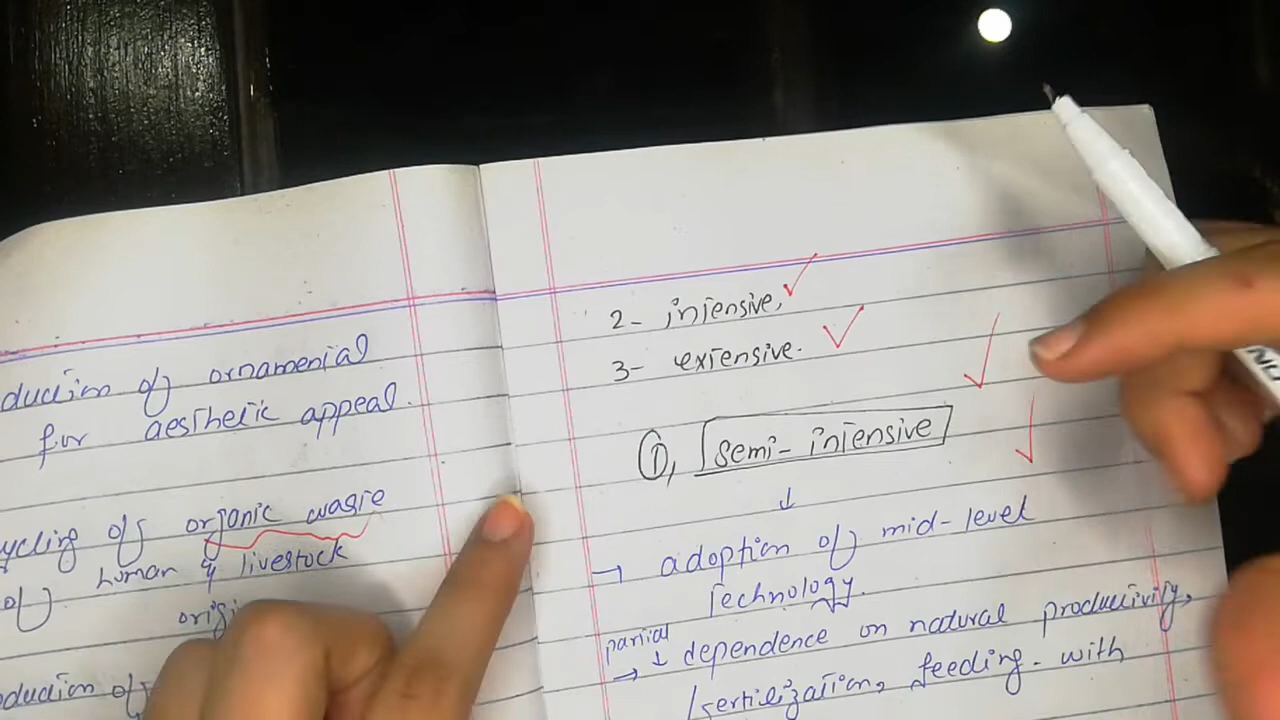 duction of ornamental
for aesthetic appeal.
ycling of organic waste
of human & livestock
oduction of
2- intensive,
3- extensive.
①, semi-intensive
↓
→ adoption of mid-level
Technology.
partial
→ ↓ dependence on natural productivity,
fertilization, feeding - with